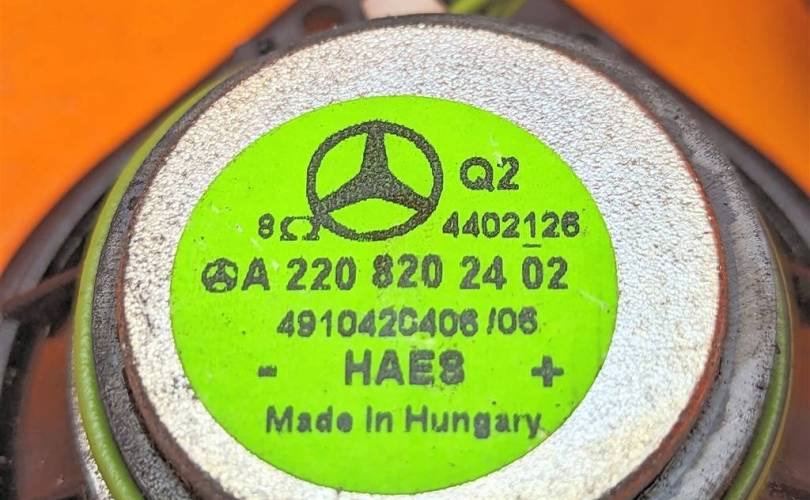 Q2
8Ω 4402126
A 220 820 24 02
4910420406/06
- HAES +
Made In Hungary